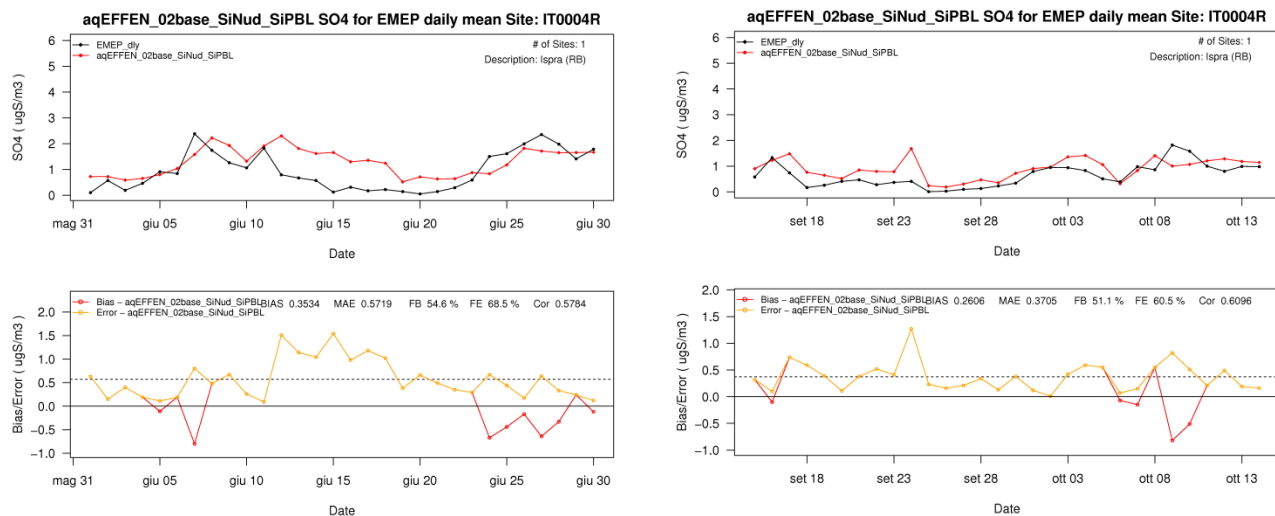 aqEFFEN_02base_SiNud_SiPBL SO4 for EMEP daily mean Site: IT0004R
EMEP_dly
aqEFFEN_02base_SiNud_SiPBL
# of Sites: 1
Description: Ispra (RB)
SO4 ( ugS/m3 )
6
5
4
3
2
1
0
mag 31
giu 05
giu 10
giu 15
giu 20
giu 25
giu 30
Date
Bias − aqEFFEN_02base_SiNud_SiPBL BIAS 0.3534 MAE 0.5719 FB 54.6 % FE 68.5 % Cor 0.5784
Error − aqEFFEN_02base_SiNud_SiPBL
Bias/Error ( ugS/m3 )
2.0
1.5
1.0
0.5
0.0
−0.5
−1.0
mag 31
giu 05
giu 10
giu 15
giu 20
giu 25
giu 30
Date
aqEFFEN_02base_SiNud_SiPBL SO4 for EMEP daily mean Site: IT0004R
EMEP_dly
aqEFFEN_02base_SiNud_SiPBL
# of Sites: 1
Description: Ispra (RB)
SO4 ( ugS/m3 )
6
5
4
3
2
1
0
set 18
set 23
set 28
ott 03
ott 08
ott 13
Date
Bias − aqEFFEN_02base_SiNud_SiPBL BIAS 0.2606 MAE 0.3705 FB 51.1 % FE 60.5 % Cor 0.6096
Error − aqEFFEN_02base_SiNud_SiPBL
Bias/Error ( ugS/m3 )
2.0
1.5
1.0
0.5
0.0
−0.5
−1.0
set 18
set 23
set 28
ott 03
ott 08
ott 13
Date